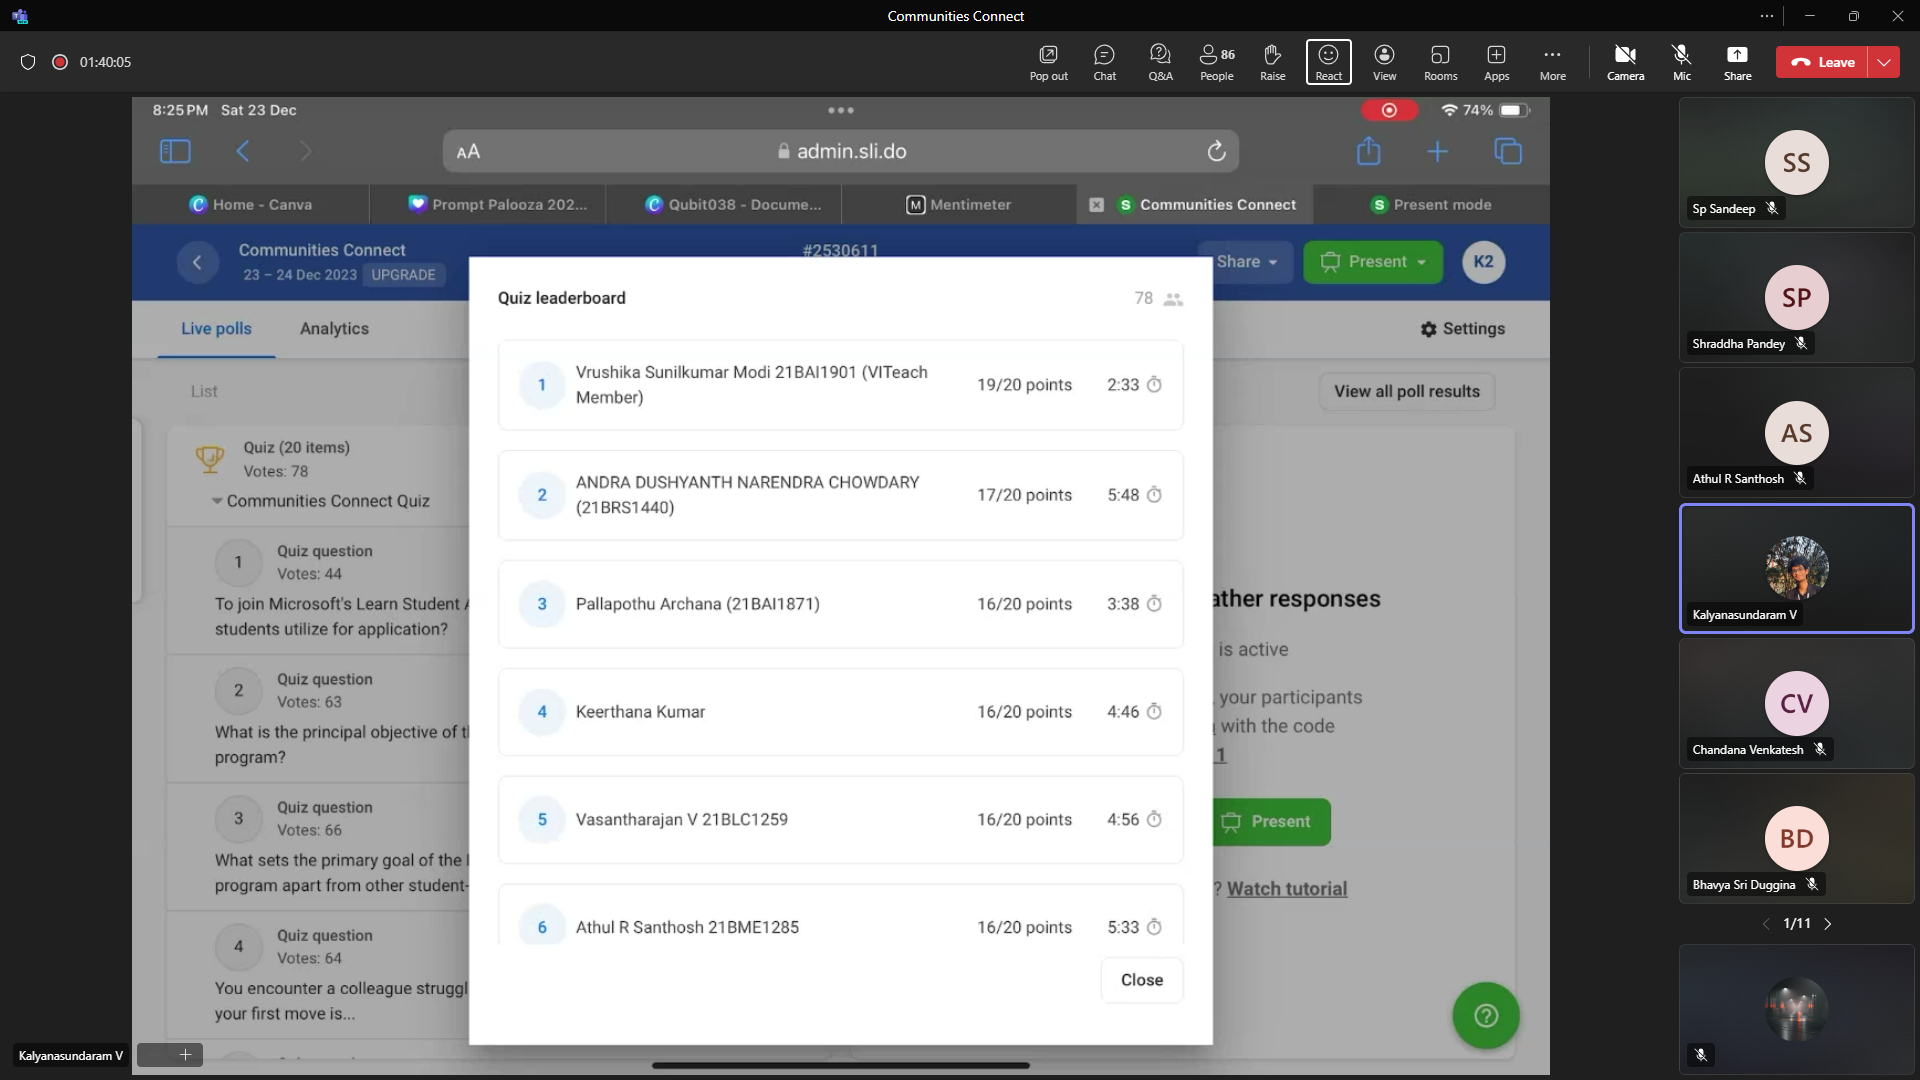 Communities Connect
01:40:05
Pop out
Chat
Q&A
86
People
Raise
React
View
Rooms
Apps
More
Camera
Mic
Share
Leave
8:25 PM Sat 23 Dec
74%
AA
admin.sli.do
Home - Canva
Prompt Palooza 202...
Qubit038 - Docume...
M Mentimeter
S Communities Connect
S Present mode
Communities Connect
23 – 24 Dec 2023 UPGRADE
#2530611
Share
Present
K2
Live polls
Analytics
Settings
List
View all poll results
Quiz (20 items)
Votes: 78
Communities Connect Quiz
1
Quiz question
Votes: 44
To join Microsoft's Learn Student
students utilize for application?
2
Quiz question
Votes: 63
What is the principal objective of
program?
3
Quiz question
Votes: 66
What sets the primary goal of the
program apart from other student-
4
Quiz question
Votes: 64
You encounter a colleague struggl
your first move is...
Quiz leaderboard
78
1
Vrushika Sunilkumar Modi 21BAI1901 (VITeach
Member)
19/20 points
2:33
2
ANDRA DUSHYANTH NARENDRA CHOWDARY
(21BRS1440)
17/20 points
5:48
3
Pallapothu Archana (21BAI1871)
16/20 points
3:38
4
Keerthana Kumar
16/20 points
4:46
5
Vasantharajan V 21BLC1259
16/20 points
4:56
6
Athul R Santhosh 21BME1285
16/20 points
5:33
Close
ather responses
is active
your participants
with the code
1
Present
? Watch tutorial
SS
Sp Sandeep
SP
Shraddha Pandey
AS
Athul R Santhosh
Kalyanasundaram V
CV
Chandana Venkatesh
BD
Bhavya Sri Duggina
1/11
Kalyanasundaram V